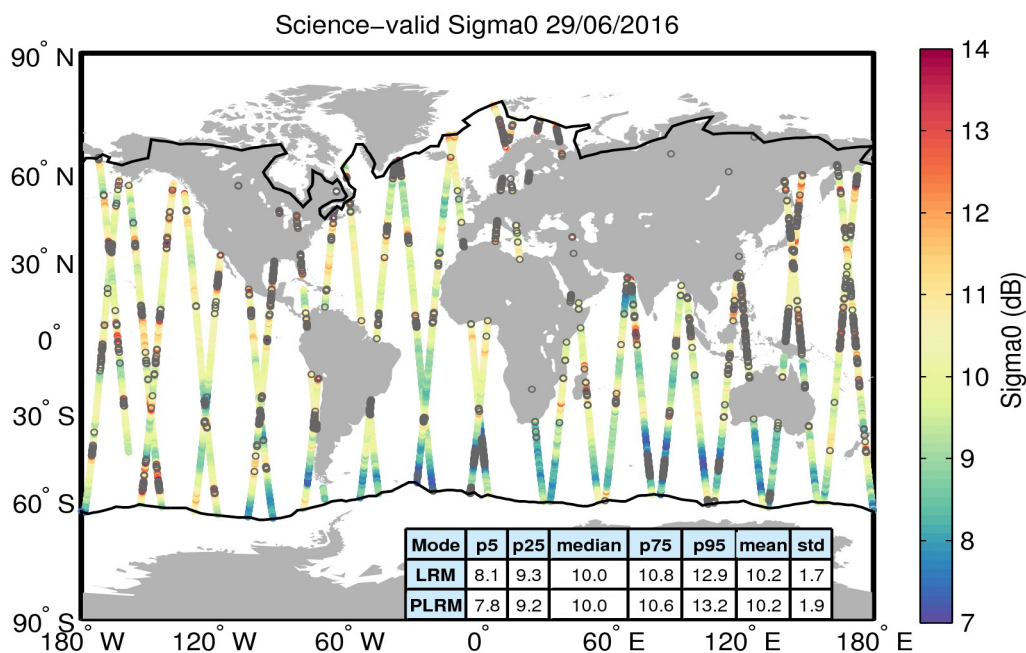 Science−valid Sigma0 29/06/2016
90° N
60° N
30° N
0°
30° S
60° S
90° S
180° W
120° W
60° W
0°
60° E
120° E
180° E
14
13
12
11
10
9
8
7
Sigma0 (dB)
Mode p5 p25 median p75 p95 mean std
LRM 8.1 9.3 10.0 10.8 12.9 10.2 1.7
PLRM 7.8 9.2 10.0 10.6 13.2 10.2 1.9